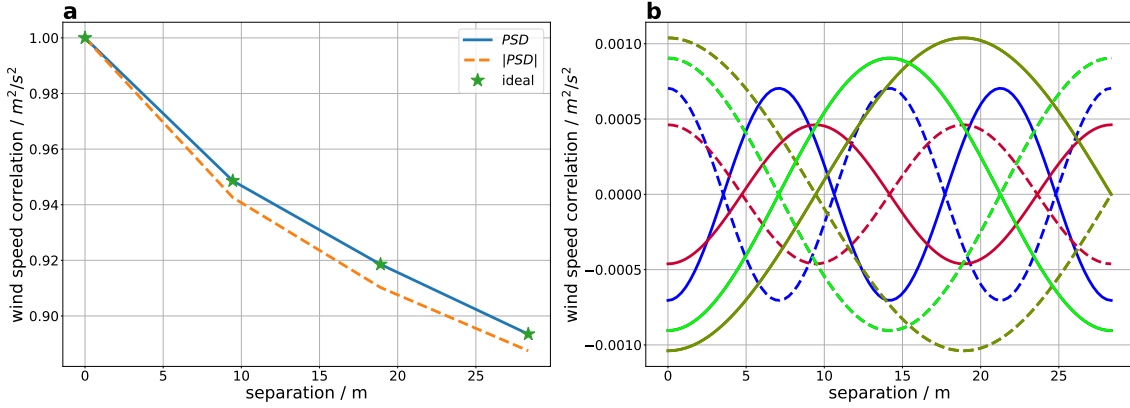 a
wind speed correlation / m²/s²
1.00
0.98
0.96
0.94
0.92
0.90
PSD
|PSD|
ideal
0
5
10
15
20
25
separation / m
b
wind speed correlation / m²/s²
0.0010
0.0005
0.0000
−0.0005
−0.0010
0
5
10
15
20
25
separation / m